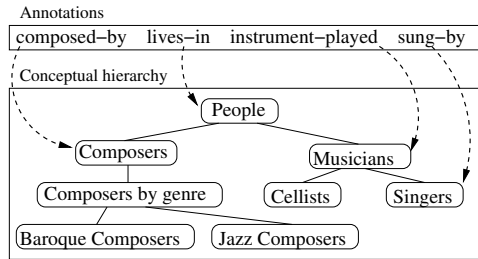 Annotations
composed−by lives−in instrument−played sung−by
Conceptual hierarchy
People
Composers
Musicians
Composers by genre
Cellists
Singers
Baroque Composers
Jazz Composers